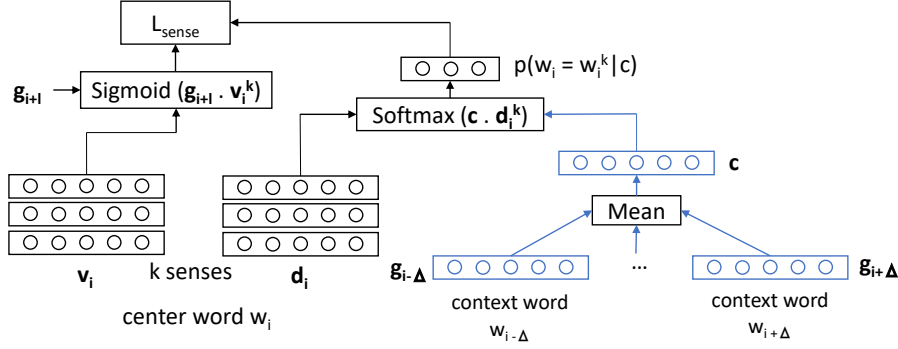 L_sense
p(w_i = w_i^k|c)
g_i+l
Sigmoid (g_i+l . v_i^k)
Softmax (c . d_i^k)
c
Mean
v_i
k senses
d_i
g_i-Δ
...
g_i+Δ
center word w_i
context word
w_i-Δ
context word
w_i+Δ